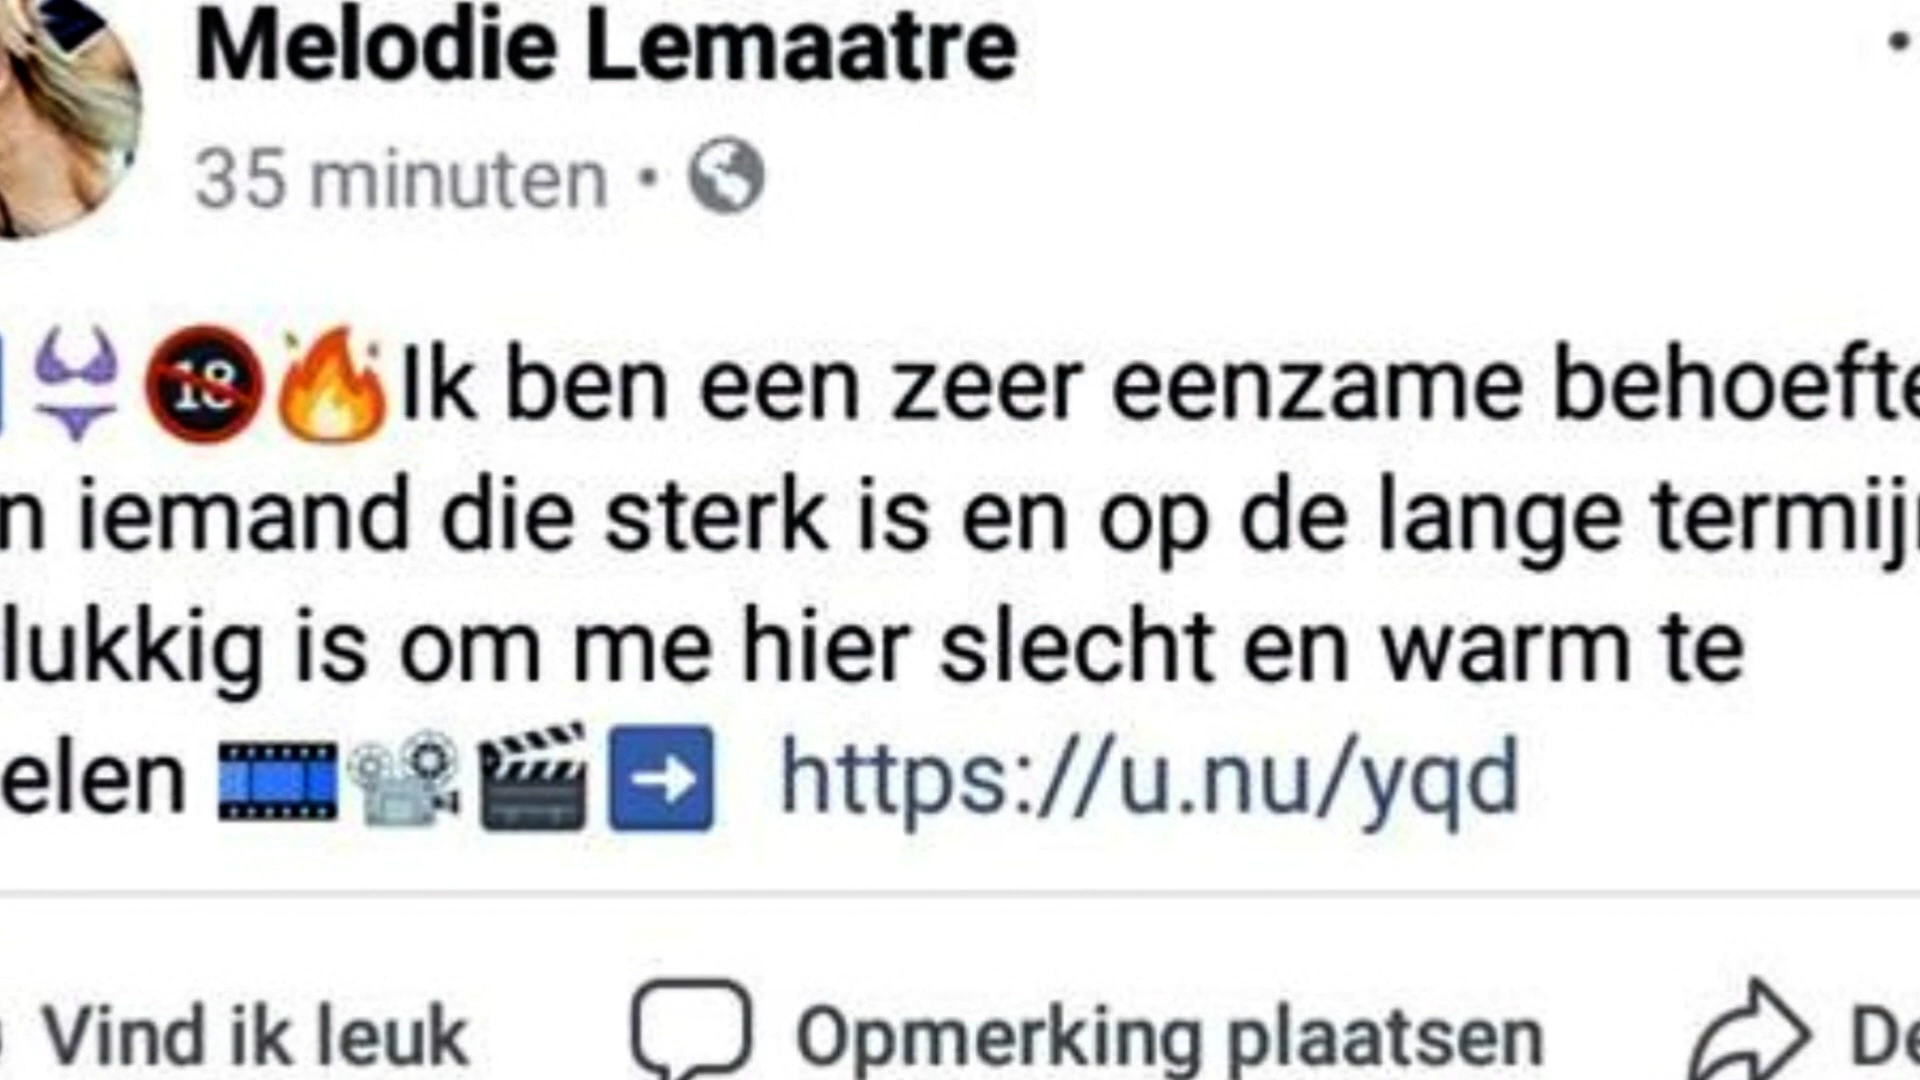 Melodie Lemaatre
35 minuten
Ik ben een zeer eenzame
iemand die sterk is en op de lange
is om me hier slecht en warm te
https://u.nu/yqd
Vind ik leuk Opmerking plaatsen